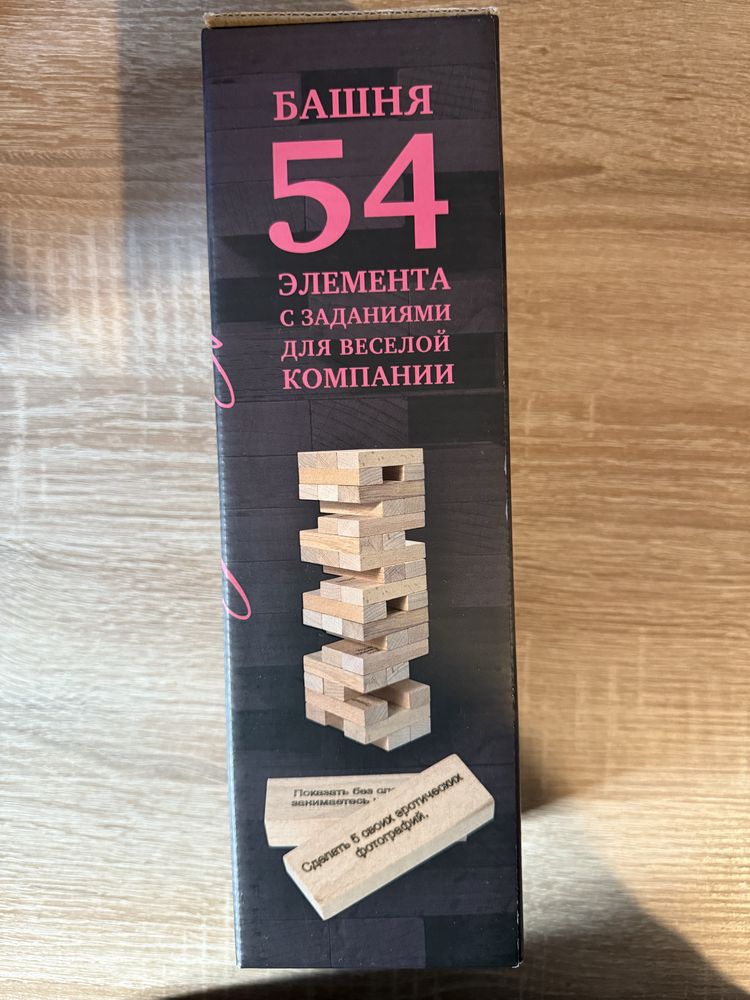 БАШНЯ
54
ЭЛЕМЕНТА
С ЗАДАНИЯМИ
ДЛЯ ВЕСЕЛОЙ
КОМПАНИИ
Показать без
занимаетесь
Сделать 5 своих эротических
фотографий.